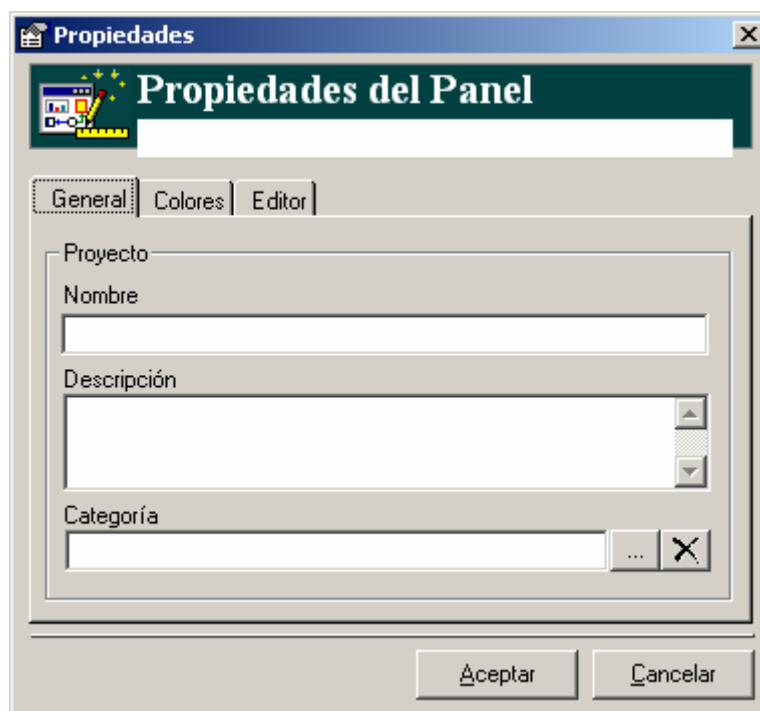 Propiedades
Propiedades del Panel
General Colores Editor
Proyecto
Nombre
Descripción
Categoría
...
Aceptar Cancelar